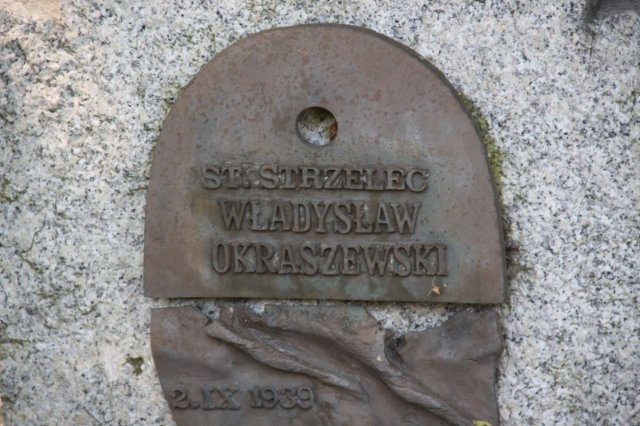 ST. STRZELEC
WŁADYSŁAW
OKRASZEWSKI
2.IX 1939